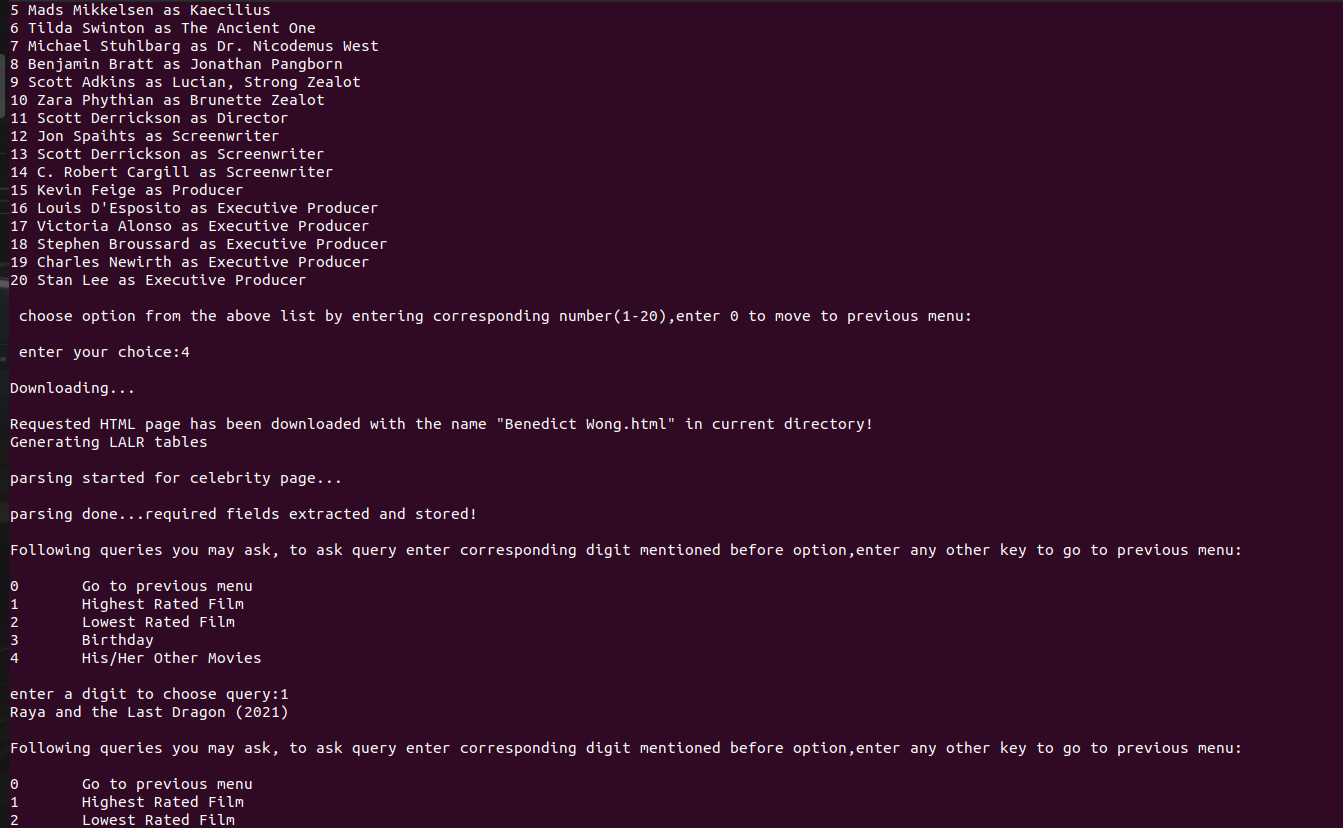 5 Mads Mikkelsen as Kaecilius
6 Tilda Swinton as The Ancient One
7 Michael Stuhlbarg as Dr. Nicodemus West
8 Benjamin Bratt as Jonathan Pangborn
9 Scott Adkins as Lucian, Strong Zealot
10 Zara Phythian as Brunette Zealot
11 Scott Derrickson as Director
12 Jon Spaihts as Screenwriter
13 Scott Derrickson as Screenwriter
14 C. Robert Cargill as Screenwriter
15 Kevin Feige as Producer
16 Louis D'Esposito as Executive Producer
17 Victoria Alonso as Executive Producer
18 Stephen Broussard as Executive Producer
19 Charles Newirth as Executive Producer
20 Stan Lee as Executive Producer
choose option from the above list by entering corresponding number(1-20),enter 0 to move to previous menu:
enter your choice:4
Downloading...
Requested HTML page has been downloaded with the name "Benedict Wong.html" in current directory!
Generating LALR tables
parsing started for celebrity page...
parsing done...required fields extracted and stored!
Following queries you may ask, to ask query enter corresponding digit mentioned before option,enter any other key to go to previous menu:
0 Go to previous menu
1 Highest Rated Film
2 Lowest Rated Film
3 Birthday
4 His/Her Other Movies
enter a digit to choose query:1
Raya and the Last Dragon (2021)
Following queries you may ask, to ask query enter corresponding digit mentioned before option,enter any other key to go to previous menu:
0 Go to previous menu
1 Highest Rated Film
2 Lowest Rated Film